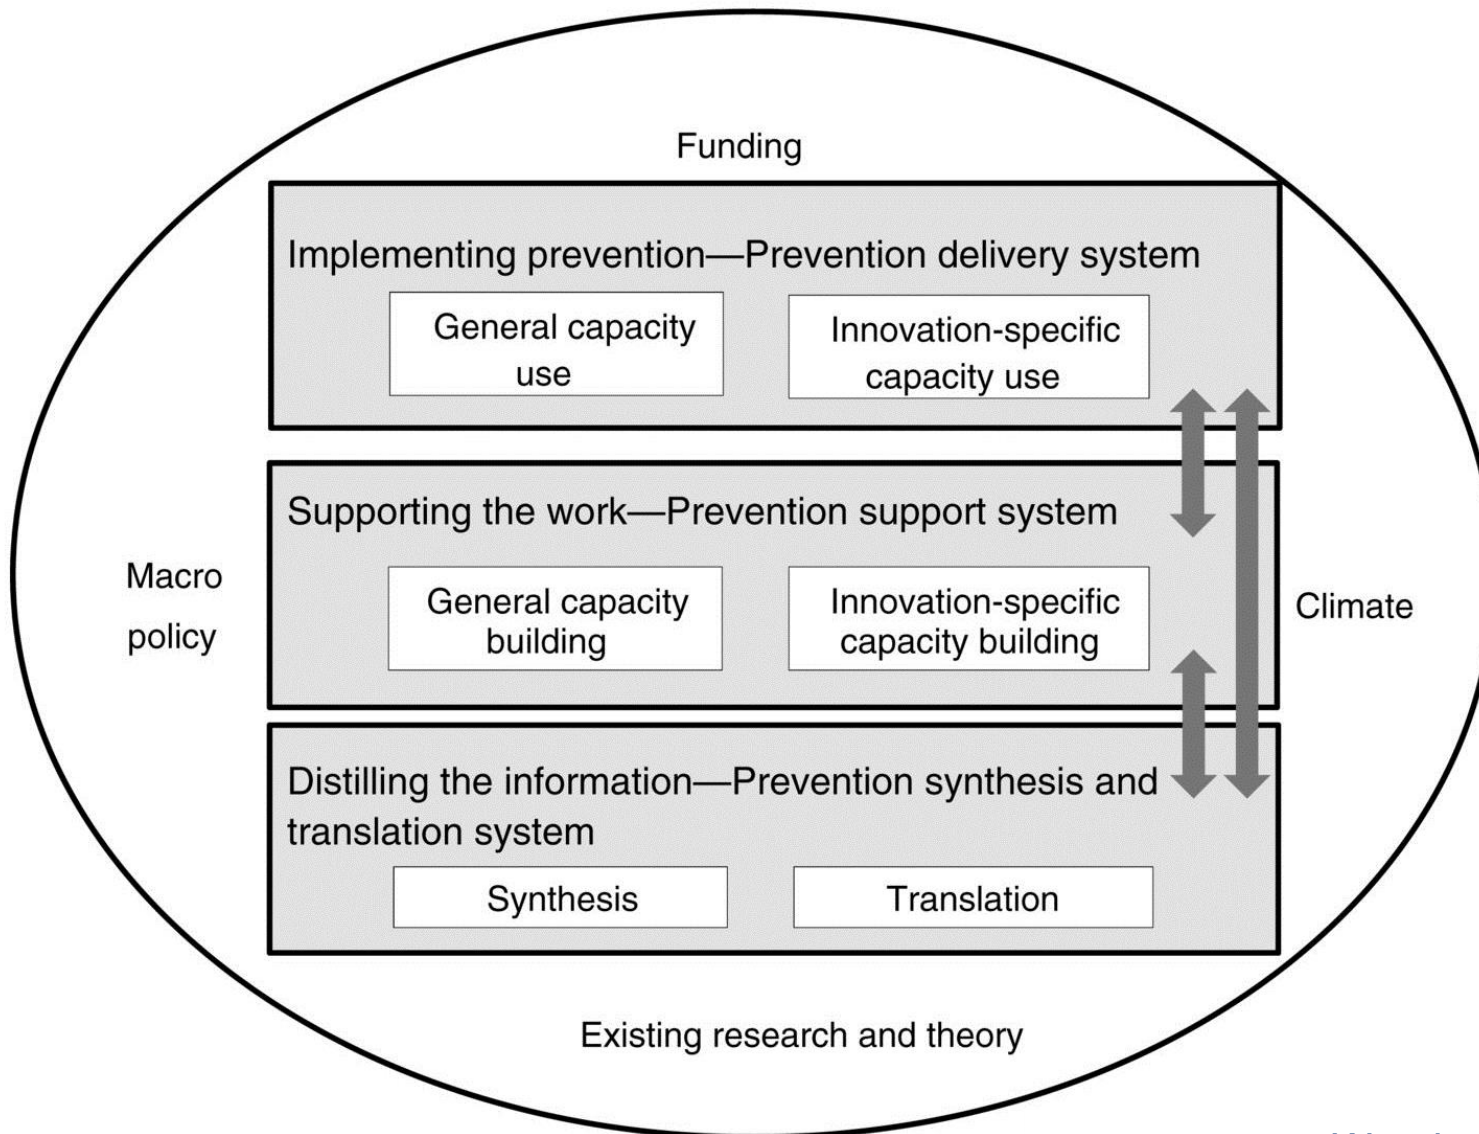 Funding
Implementing prevention—Prevention delivery system
General capacity
use
Innovation-specific
capacity use
Supporting the work—Prevention support system
General capacity
building
Innovation-specific
capacity building
Macro
policy
Climate
Distilling the information—Prevention synthesis and
translation system
Synthesis
Translation
Existing research and theory